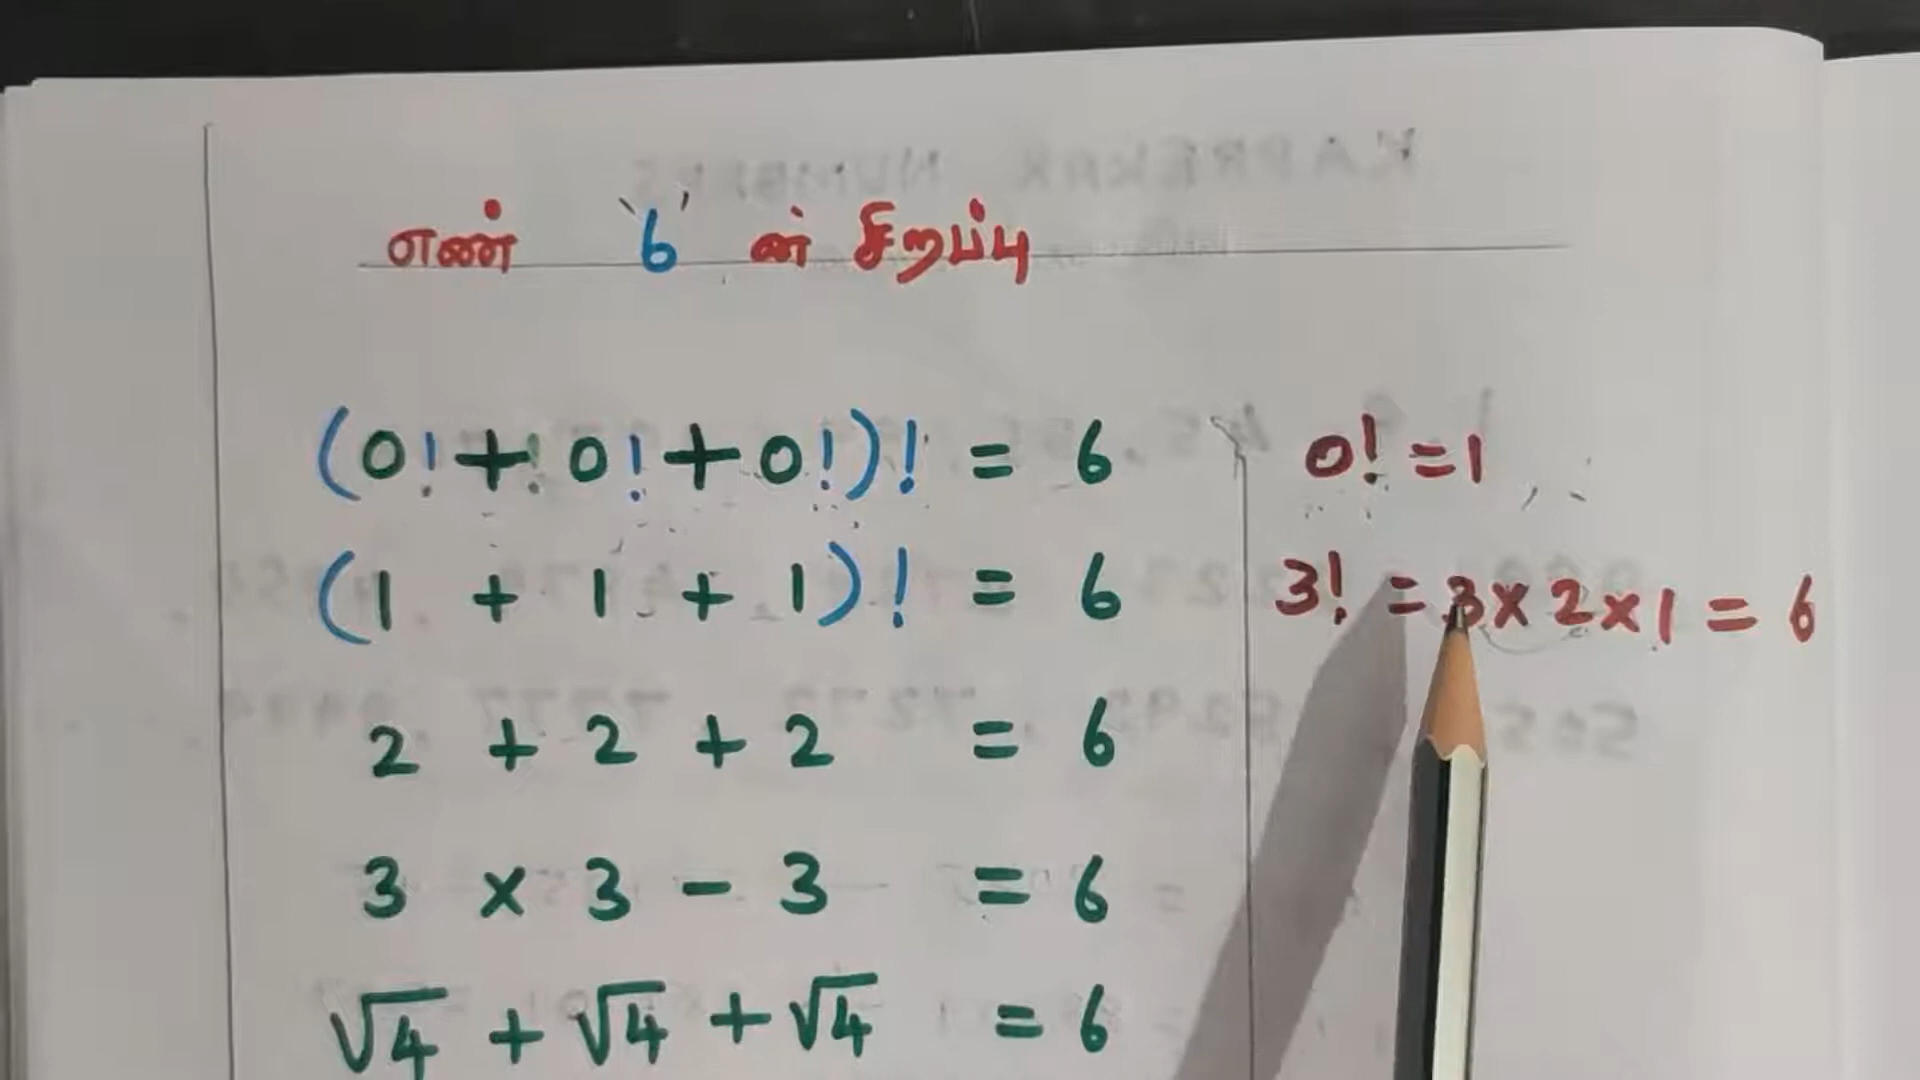 எண் '6' ன் சிறப்பு
(0! + 0! + 0!)! = 6
0! = 1
(1 + 1 + 1)! = 6
3! = 3 x 2 x 1 = 6
2 + 2 + 2 = 6
3 x 3 - 3 = 6
√4 + √4 + √4 = 6